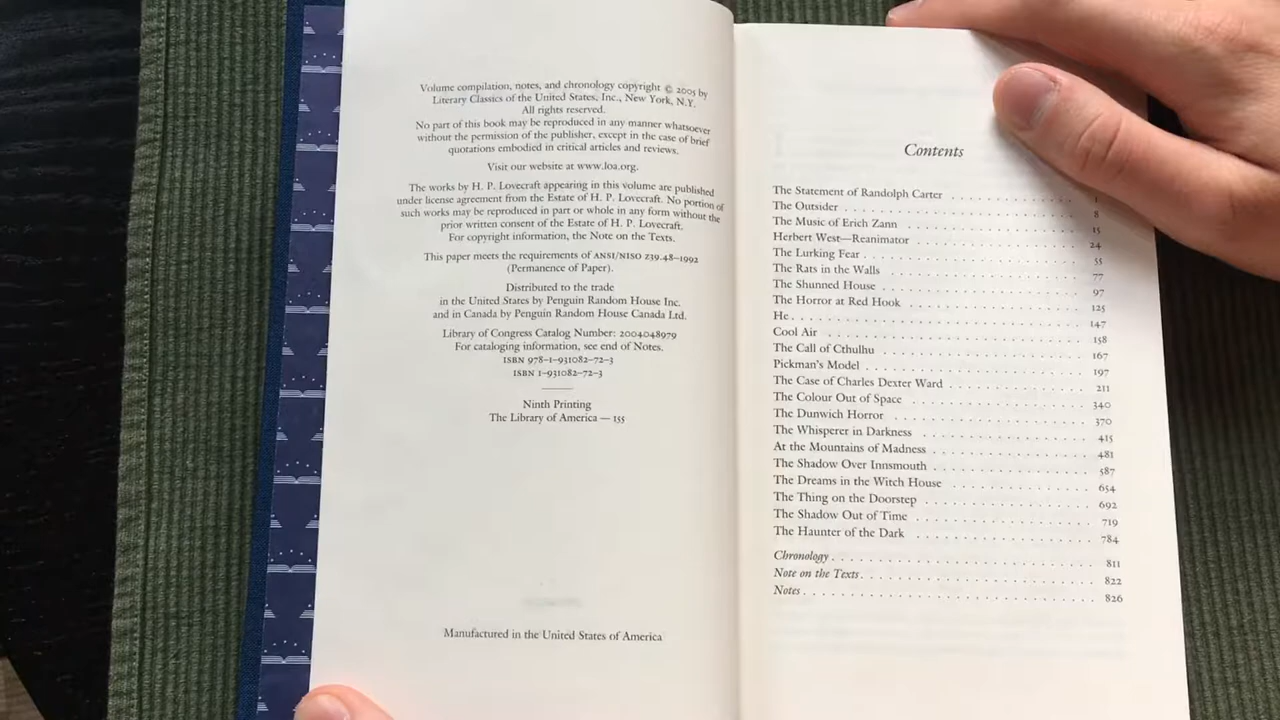 Volume compilation, notes, and chronology copyright © 2005 by
Literary Classics of the United States, Inc., New York, N.Y.
All rights reserved.
No part of this book may be reproduced in any manner whatsoever
without the permission of the publisher, except in the case of brief
quotations embodied in critical articles and reviews.
Visit our website at www.loa.org.
The works by H. P. Lovecraft appearing in this volume are published
under license agreement from the Estate of H. P. Lovecraft. No portion of
such works may be reproduced in part or whole in any form without the
prior written consent of the Estate of H. P. Lovecraft.
For copyright information, the Note on the Texts.
This paper meets the requirements of ANSI/NISO Z39.48–1992
(Permanence of Paper).
Distributed to the trade
in the United States by Penguin Random House Inc.
and in Canada by Penguin Random House Canada Ltd.
Library of Congress Catalog Number: 2004048979
For cataloging information, see end of Notes.
ISBN 978–1–931082–72–3
ISBN 1–931082–72–3
Ninth Printing
The Library of America — 155
Manufactured in the United States of America
Contents
The Statement of Randolph Carter . . . . . . . . . . . . 1
The Outsider . . . . . . . . . . . . 8
The Music of Erich Zann . . . . . . . . . . . . 15
Herbert West—Reanimator . . . . . . . . . . . . 24
The Lurking Fear . . . . . . . . . . . . 55
The Rats in the Walls . . . . . . . . . . . . 77
The Shunned House . . . . . . . . . . . . 97
The Horror at Red Hook . . . . . . . . . . . . 125
He . . . . . . . . . . . . 147
Cool Air . . . . . . . . . . . . 158
The Call of Cthulhu . . . . . . . . . . . . 167
Pickman's Model . . . . . . . . . . . . 197
The Case of Charles Dexter Ward . . . . . . . . . . . . 211
The Colour Out of Space . . . . . . . . . . . . 340
The Dunwich Horror . . . . . . . . . . . . 370
The Whisperer in Darkness . . . . . . . . . . . . 415
At the Mountains of Madness . . . . . . . . . . . . 481
The Shadow Over Innsmouth . . . . . . . . . . . . 587
The Dreams in the Witch House . . . . . . . . . . . . 654
The Thing on the Doorstep . . . . . . . . . . . . 692
The Shadow Out of Time . . . . . . . . . . . . 719
The Haunter of the Dark . . . . . . . . . . . . 784
Chronology . . . . . . . . . . . . 811
Note on the Texts . . . . . . . . . . . . 822
Notes . . . . . . . . . . . . 826